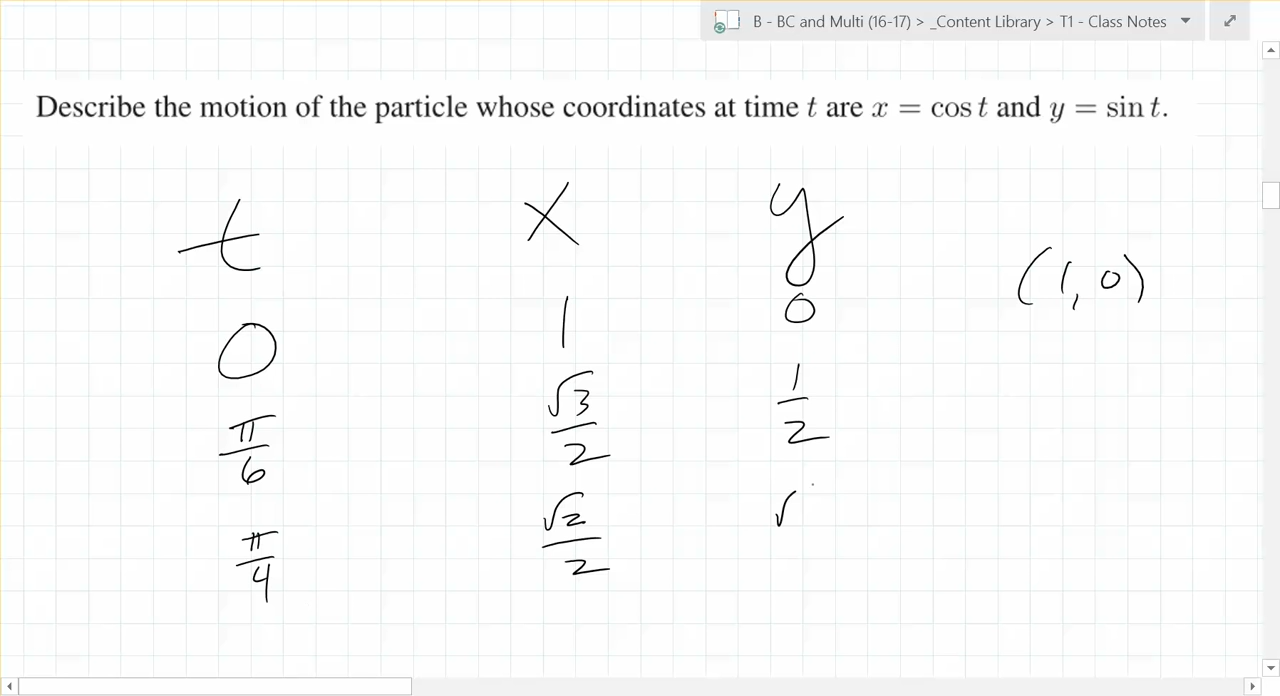 B - BC and Multi (16-17) > _Content Library > T1 - Class Notes
Describe the motion of the particle whose coordinates at time t are x = cos t and y = sin t.
t x y
(1, 0)
0 1 0
π/6 √3/2 1/2
π/4 √2/2 √